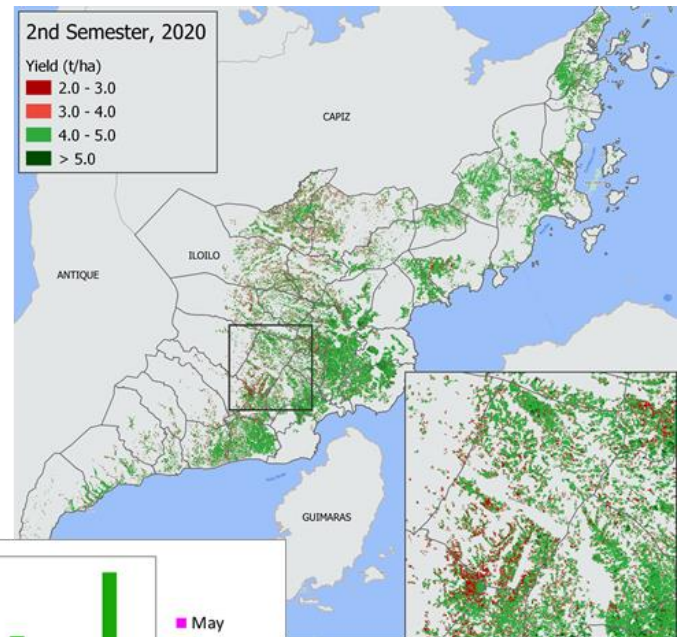 2nd Semester, 2020
Yield (t/ha)
2.0 - 3.0
3.0 - 4.0
4.0 - 5.0
> 5.0
CAPIZ
ILOILO
ANTIQUE
GUIMARAS
May